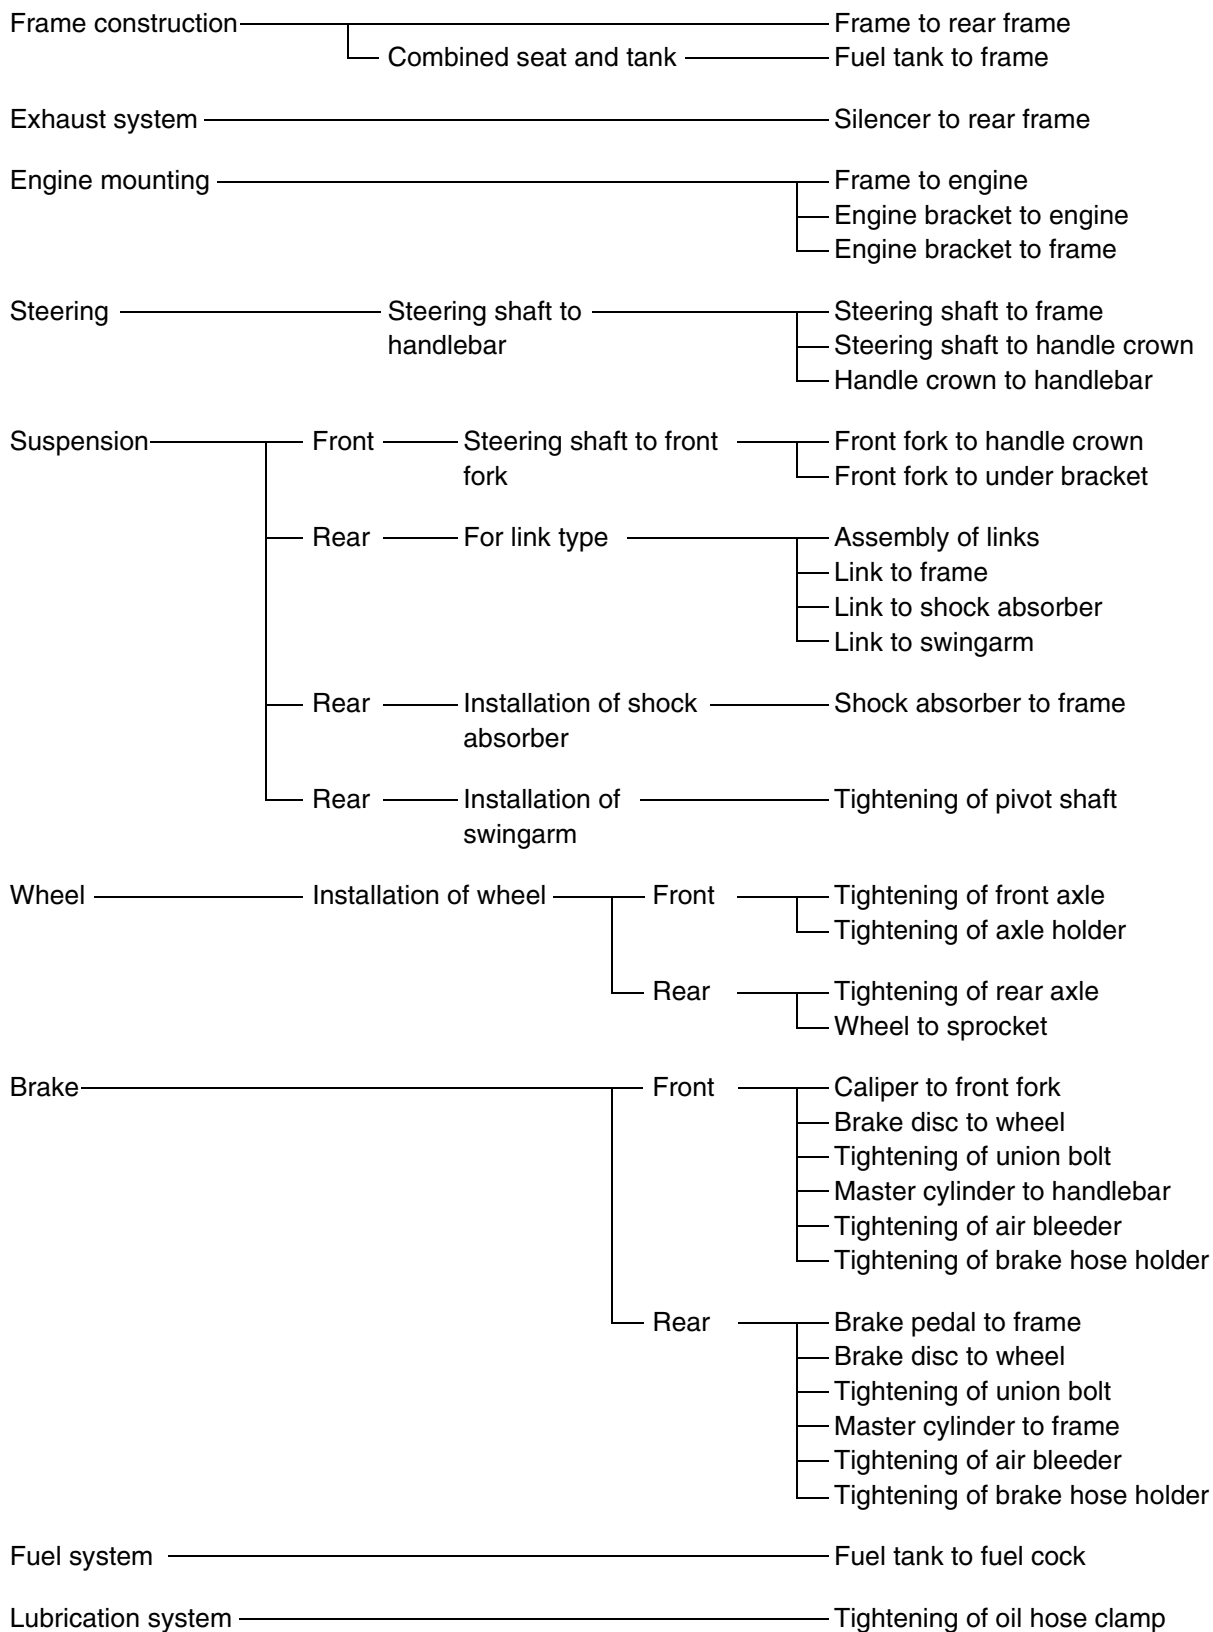 Frame construction Frame to rear frame
Combined seat and tank Fuel tank to frame
Exhaust system Silencer to rear frame
Engine mounting Frame to engine
Engine bracket to engine
Engine bracket to frame
Steering Steering shaft to handlebar Steering shaft to frame
Steering shaft to handle crown
Handle crown to handlebar
Suspension Front Steering shaft to front fork Front fork to handle crown
Front fork to under bracket
Rear For link type Assembly of links
Link to frame
Link to shock absorber
Link to swingarm
Rear Installation of shock absorber Shock absorber to frame
Rear Installation of swingarm Tightening of pivot shaft
Wheel Installation of wheel Front Tightening of front axle
Tightening of axle holder
Rear Tightening of rear axle
Wheel to sprocket
Brake Front Caliper to front fork
Brake disc to wheel
Tightening of union bolt
Master cylinder to handlebar
Tightening of air bleeder
Tightening of brake hose holder
Rear Brake pedal to frame
Brake disc to wheel
Tightening of union bolt
Master cylinder to frame
Tightening of air bleeder
Tightening of brake hose holder
Fuel system Fuel tank to fuel cock
Lubrication system Tightening of oil hose clamp